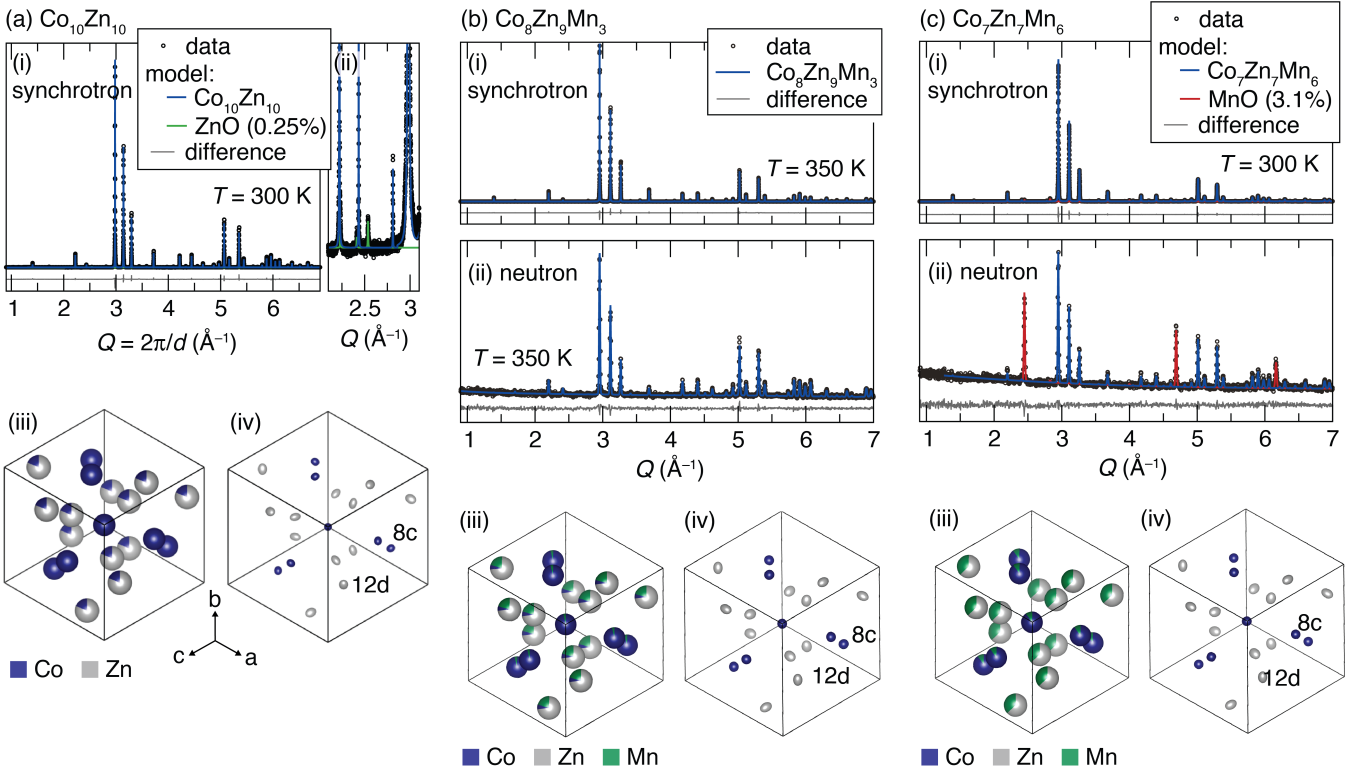 (a) Co10Zn10
(i)
synchrotron
data
model:
Co10Zn10
ZnO (0.25%)
difference
T = 300 K
1 2 3 4 5 6
Q = 2π/d (Å−1)
(ii)
2.5 3
Q (Å−1)
(iii)
(iv)
8c
12d
b
c
a
Co Zn
(b) Co8Zn9Mn3
(i)
synchrotron
data
Co8Zn9Mn3
difference
T = 350 K
(ii) neutron
T = 350 K
1 2 3 4 5 6 7
Q (Å−1)
(iii)
(iv)
8c
12d
Co Zn Mn
(c) Co7Zn7Mn6
(i)
synchrotron
data
model:
Co7Zn7Mn6
MnO (3.1%)
difference
T = 300 K
(ii) neutron
1 2 3 4 5 6 7
Q (Å−1)
(iii)
(iv)
8c
12d
Co Zn Mn